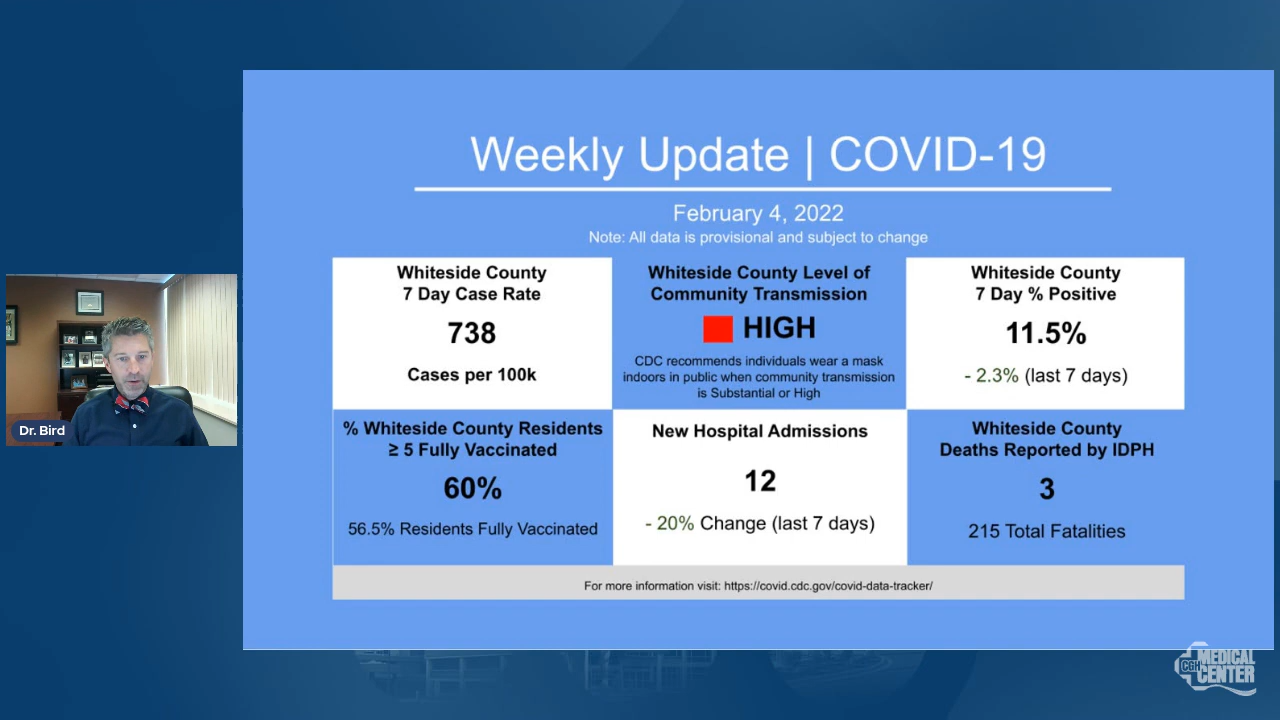 Weekly Update | COVID-19
February 4, 2022
Note: All data is provisional and subject to change
Whiteside County
7 Day Case Rate
738
Cases per 100k
Whiteside County Level of
Community Transmission
HIGH
CDC recommends individuals wear a mask
indoors in public when community transmission
is Substantial or High
Whiteside County
7 Day % Positive
11.5%
- 2.3% (last 7 days)
% Whiteside County Residents
≥ 5 Fully Vaccinated
60%
56.5% Residents Fully Vaccinated
New Hospital Admissions
12
- 20% Change (last 7 days)
Whiteside County
Deaths Reported by IDPH
3
215 Total Fatalities
For more information visit: https://covid.cdc.gov/covid-data-tracker/
Dr. Bird
CGH MEDICAL
CENTER